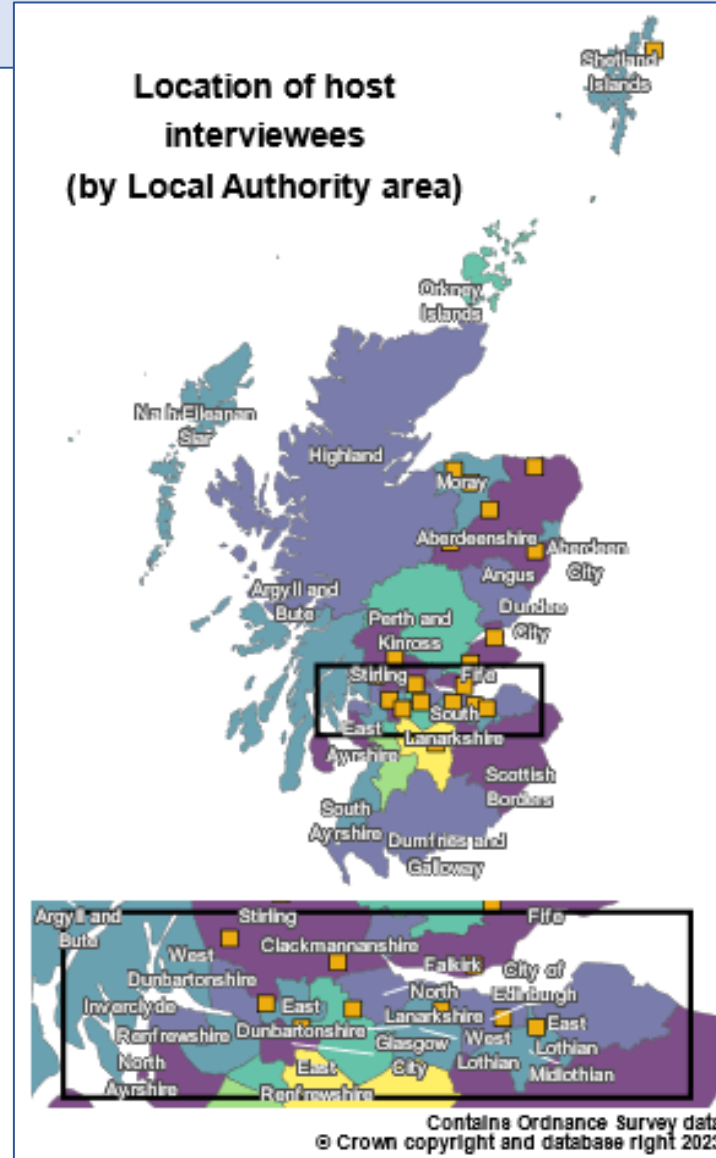 Location of host
interviewees
(by Local Authority area)
Shetland
Islands
Orkney
Islands
Na h-Eileanan
Siar
Highland
Moray
Aberdeenshire
Aberdeen
City
Angus
Argyll and
Bute
Dundee
City
Perth and
Kinross
Stirling
Fife
South
Lanarkshire
East
Ayrshire
Scottish
Borders
South
Ayrshire
Dumfries and
Galloway
Argyll and
Bute
Stirling
Fife
West
Dunbartonshire
Clackmannanshire
Falkirk
City of
Edinburgh
Inverclyde
East
Dunbartonshire
North
Lanarkshire
Renfrewshire
Glasgow
City
West
Lothian
East
Lothian
North
Ayrshire
East
Renfrewshire
Midlothian
Contains Ordnance Survey data
© Crown copyright and database right 2023